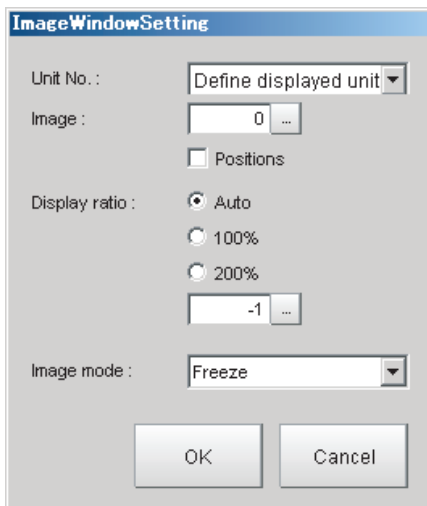 ImageWindowSetting
Unit No. : Define displayed unit
Image : 0 ...
Positions
Display ratio : Auto
100%
200%
-1 ...
Image mode : Freeze
OK Cancel